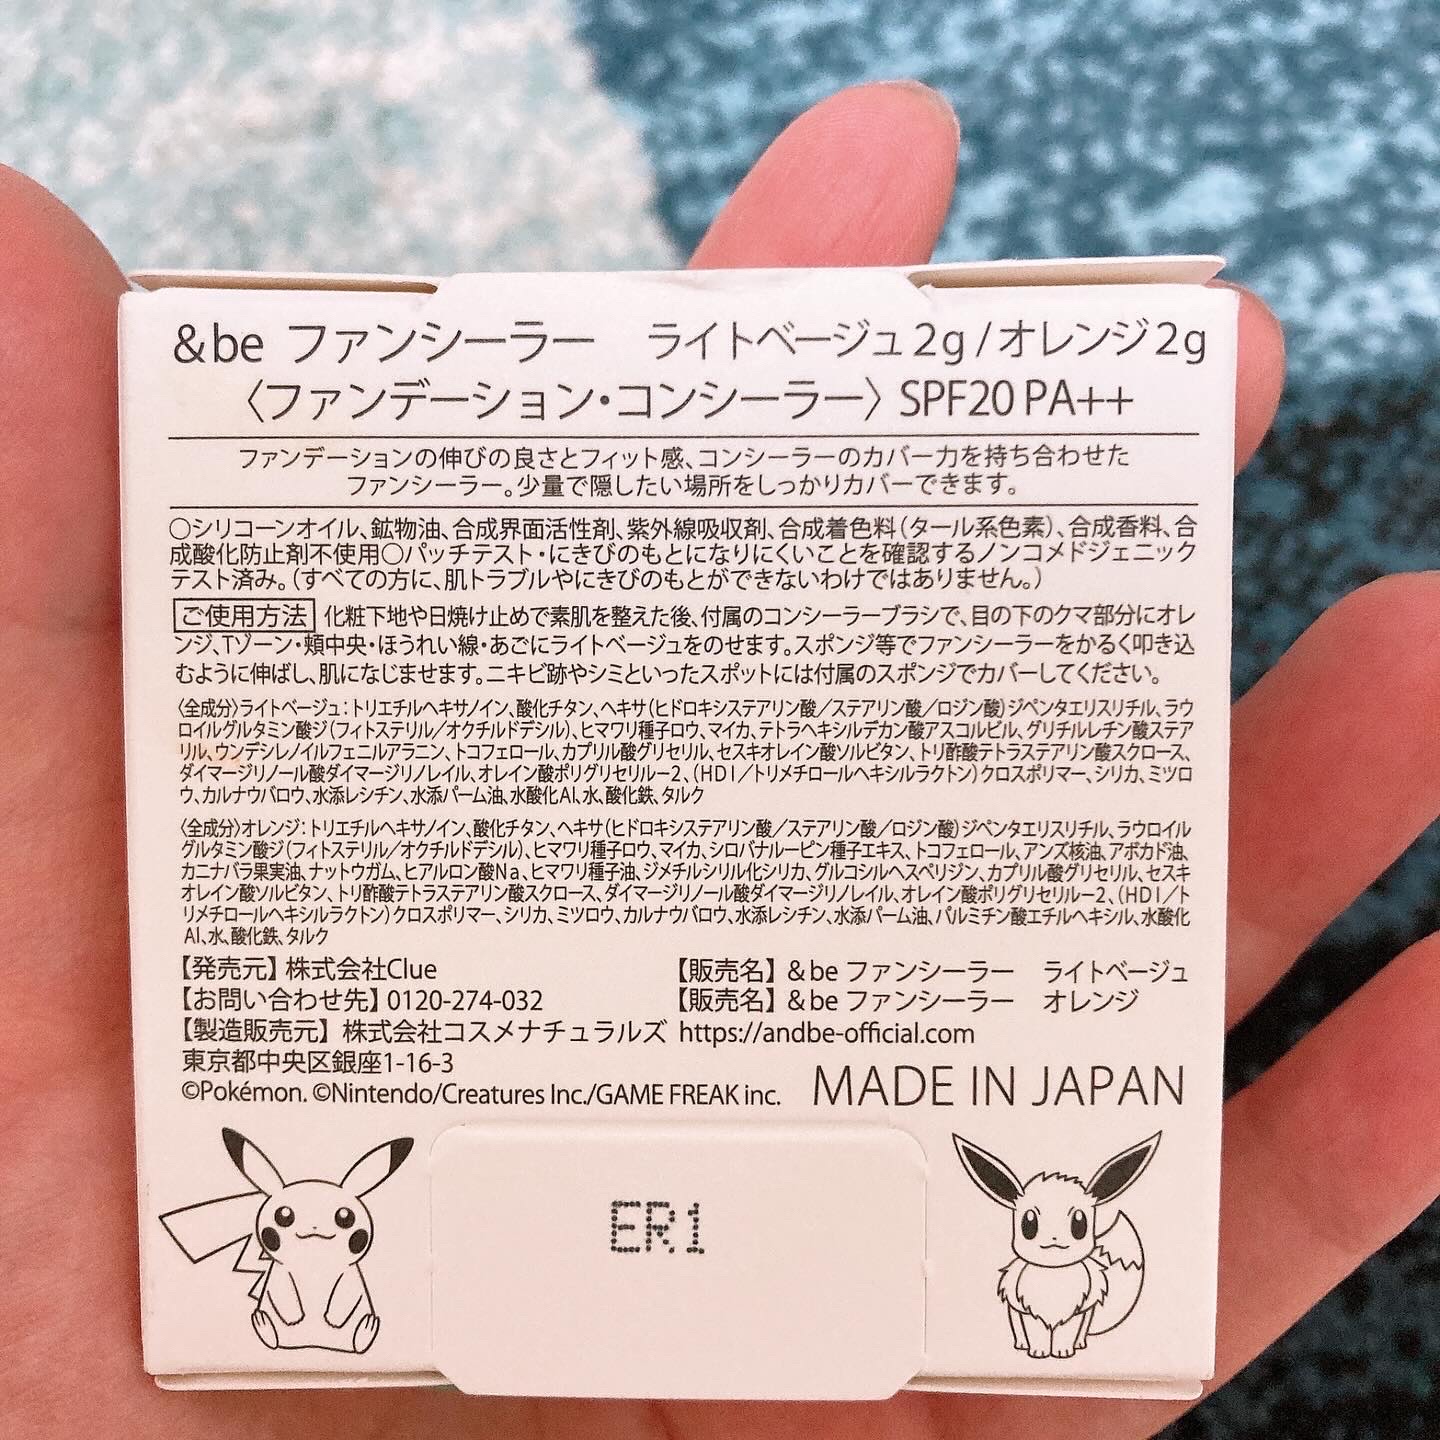 &be ファンシーラー　ライトベージュ2g/オレンジ2g
〈ファンデーション・コンシーラー〉SPF20 PA++
ファンデーションの伸びの良さとフィット感、コンシーラーのカバー力を持ち合わせた
ファンシーラー。少量で隠したい場所をしっかりカバーできます。
○シリコーンオイル、鉱物油、合成界面活性剤、紫外線吸収剤、合成着色料(タール系色素)、合成香料、合
成酸化防止剤不使用○パッチテスト・にきびのもとになりにくいことを確認するノンコメドジェニック
テスト済み。(すべての方に、肌トラブルやにきびのもとができないわけではありません。)
ご使用方法 化粧下地や日焼け止めで素肌を整えた後、付属のコンシーラーブラシで、目の下のクマ部分にオレ
ンジ、Tゾーン・頬中央・ほうれい線・あごにライトベージュをのせます。スポンジ等でファンシーラーをかるく叩き込
むように伸ばし、肌になじませます。ニキビ跡やシミといったスポットには付属のスポンジでカバーしてください。
〈全成分〉ライトベージュ:トリエチルヘキサノイン、酸化チタン、ヘキサ(ヒドロキシステアリン酸/ステアリン酸/ロジン酸)ジペンタエリスリチル、ラウ
ロイルグルタミン酸ジ(フィトステリル/オクチルドデシル)、ヒマワリ種子ロウ、マイカ、テトラヘキシルデカン酸アスコルビル、グリチルレチン酸ステア
リル、ウンデシレノイルフェニルアラニン、トコフェロール、カプリル酸グリセリル、セスキオレイン酸ソルビタン、トリ酢酸テトラステアリン酸スクロース、
ダイマージリノール酸ダイマージリノレイル、オレイン酸ポリグリセリル-2、(HDI/トリメチロールヘキシルラクトン)クロスポリマー、シリカ、ミツロ
ウ、カルナウバロウ、水添レシチン、水添パーム油、水酸化Al、水、酸化鉄、タルク
〈全成分〉オレンジ:トリエチルヘキサノイン、酸化チタン、ヘキサ(ヒドロキシステアリン酸/ステアリン酸/ロジン酸)ジペンタエリスリチル、ラウロイル
グルタミン酸ジ(フィトステリル/オクチルドデシル)、ヒマワリ種子ロウ、マイカ、シロバナルーピン種子エキス、トコフェロール、アンズ核油、アボカド油、
カニナバラ果実油、ナットウガム、ヒアルロン酸Na、ヒマワリ種子油、ジメチルシリル化シリカ、グルコシルヘスペリジン、カプリル酸グリセリル、セスキ
オレイン酸ソルビタン、トリ酢酸テトラステアリン酸スクロース、ダイマージリノール酸ダイマージリノレイル、オレイン酸ポリグリセリル-2、(HDI/ト
リメチロールヘキシルラクトン)クロスポリマー、シリカ、ミツロウ、カルナウバロウ、水添レシチン、水添パーム油、パルミチン酸エチルヘキシル、水酸化
Al、水、酸化鉄、タルク
【発売元】株式会社Clue
【お問い合わせ先】0120-274-032
【製造販売元】株式会社コスメナチュラルズ
東京都中央区銀座1-16-3
【販売名】&be ファンシーラー　ライトベージュ
【販売名】&be ファンシーラー　オレンジ
https://andbe-official.com
©Pokémon. ©Nintendo/Creatures Inc./GAME FREAK inc.
MADE IN JAPAN
ER1